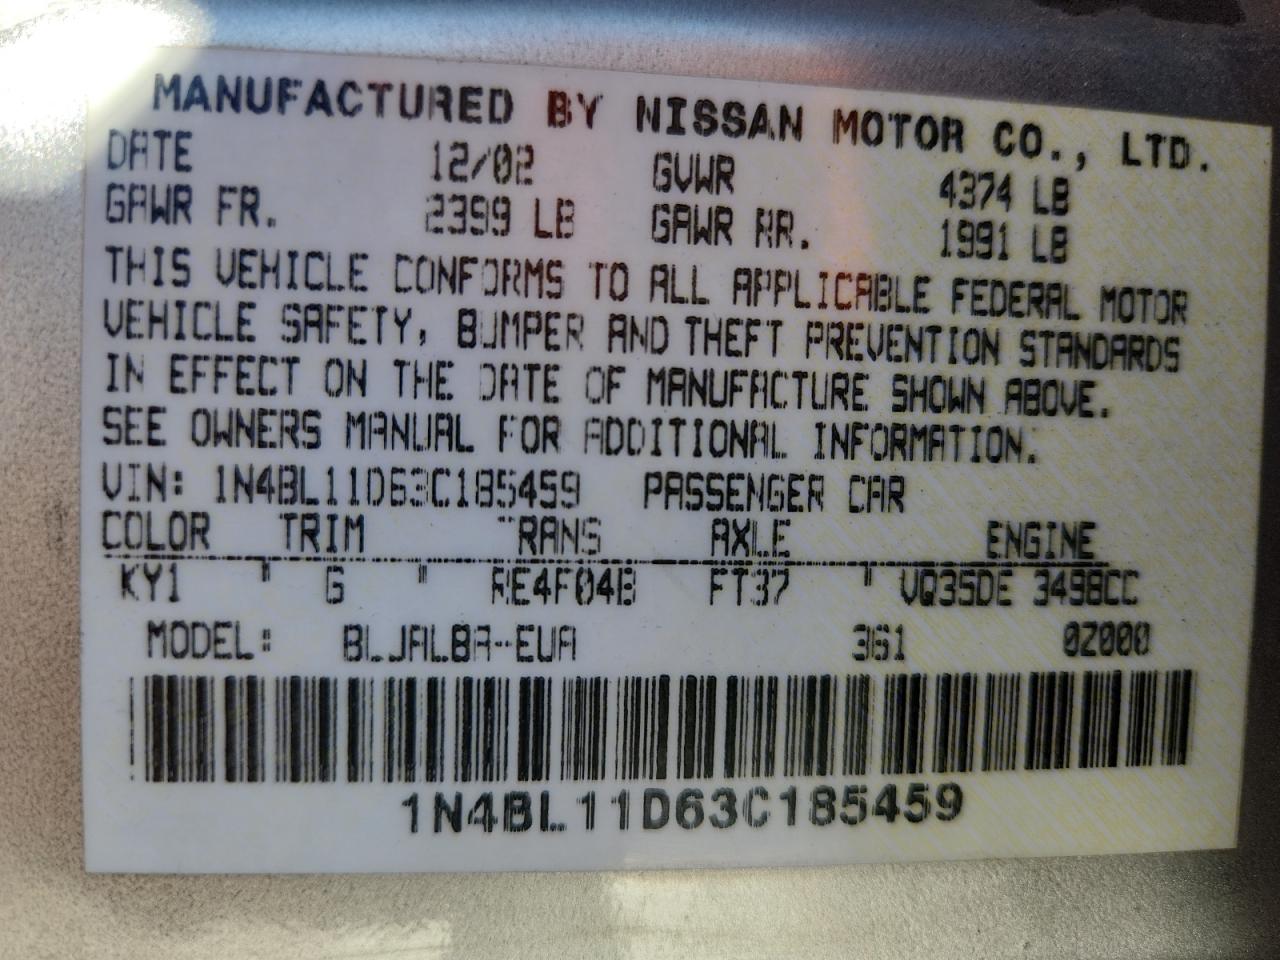 MANUFACTURED BY NISSAN MOTOR CO., LTD.
DATE 12/02 GVWR 4374 LB
GAWR FR. 2399 LB GAWR RR. 1991 LB
THIS VEHICLE CONFORMS TO ALL APPLICABLE FEDERAL MOTOR
VEHICLE SAFETY, BUMPER AND THEFT PREVENTION STANDARDS
IN EFFECT ON THE DATE OF MANUFACTURE SHOWN ABOVE.
SEE OWNERS MANUAL FOR ADDITIONAL INFORMATION.
VIN: 1N4BL11D63C185459 PASSENGER CAR
COLOR TRIM TRANS AXLE ENGINE
KY1 G RE4F04B FT37 VQ35DE 3498CC
MODEL: BLJALBA-EUA 361 0Z000
1N4BL11D63C185459